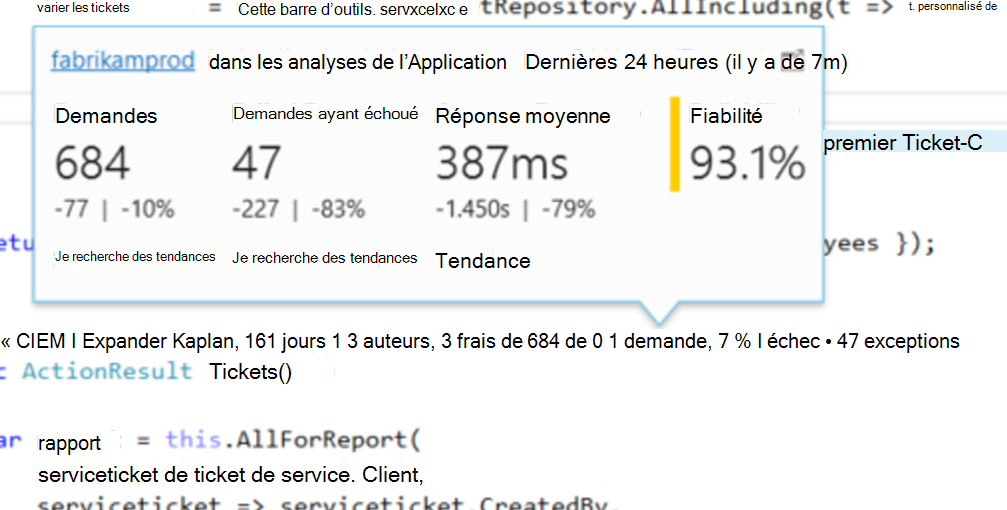 varier les tickets = Cette barre d’outils. servxcelxc e tRepository.AllIncluding(t => t. personnalisé de
fabrikamprod dans les analyses de l’Application Dernières 24 heures (il y a de 7m)
Demandes Demandes ayant échoué Réponse moyenne Fiabilité
684 47 387ms 93.1%
premier Ticket-C
-77 | -10% -227 | -83% -1.450s | -79%
etu yees });
Je recherche des tendances Je recherche des tendances Tendance
« CIEM I Expander Kaplan, 161 jours 1 3 auteurs, 3 frais de 684 de 0 1 demande, 7 % I échec • 47 exceptions
c ActionResult Tickets()
ar rapport = this.AllForReport(
serviceticket de ticket de service. Client,
serviceticket => serviceticket.CreatedBy,